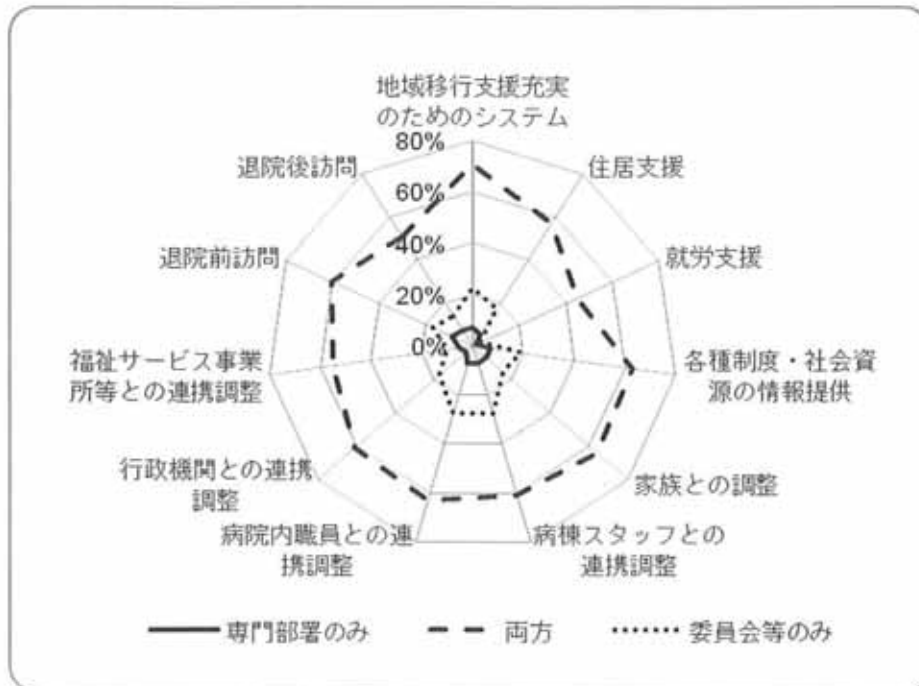 地域移行支援充実
のためのシステム
80%
60%
40%
20%
0%
住居支援
就労支援
各種制度・社会資
源の情報提供
家族との調整
病棟スタッフとの
連携調整
病院内職員との連
携調整
行政機関との連携
調整
福祉サービス事業
所等との連携調整
退院前訪問
退院後訪問
専門部署のみ
両方
委員会等のみ